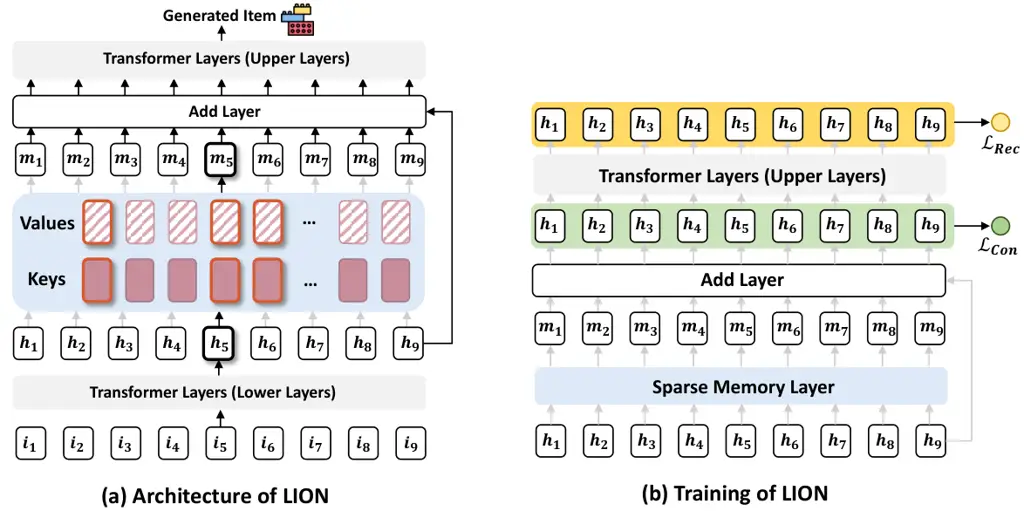 Generated Item
Transformer Layers (Upper Layers)
Add Layer
m1 m2 m3 m4 m5 m6 m7 m8 m9
Values ...
Keys ...
h1 h2 h3 h4 h5 h6 h7 h8 h9
Transformer Layers (Lower Layers)
i1 i2 i3 i4 i5 i6 i7 i8 i9
(a) Architecture of LION
h1 h2 h3 h4 h5 h6 h7 h8 h9
ℒRec
Transformer Layers (Upper Layers)
h1 h2 h3 h4 h5 h6 h7 h8 h9
ℒCon
Add Layer
m1 m2 m3 m4 m5 m6 m7 m8 m9
Sparse Memory Layer
h1 h2 h3 h4 h5 h6 h7 h8 h9
(b) Training of LION